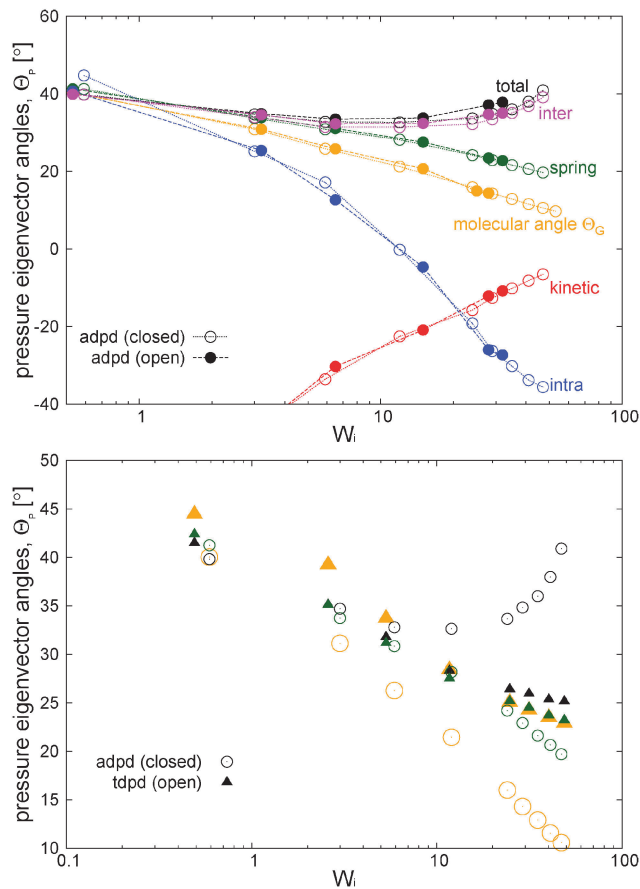 60
40
20
0
-20
-40
pressure eigenvector angles, Θ_P [°]
total
inter
spring
molecular angle Θ_G
kinetic
intra
adpd (closed)
adpd (open)
1
10
100
W_i
50
45
40
35
30
25
20
15
10
pressure eigenvector angles, Θ_P [°]
adpd (closed)
tdpd (open)
0.1
1
10
100
W_i